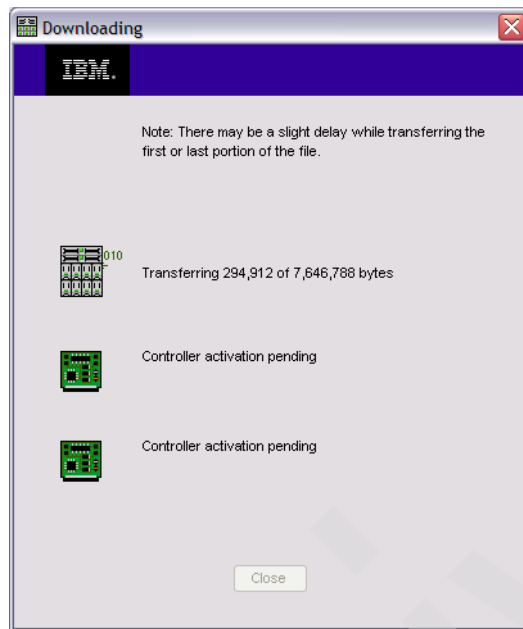 Downloading
IBM.
Note: There may be a slight delay while transferring the
first or last portion of the file.
010
Transferring 294,912 of 7,646,788 bytes
Controller activation pending
Controller activation pending
Close